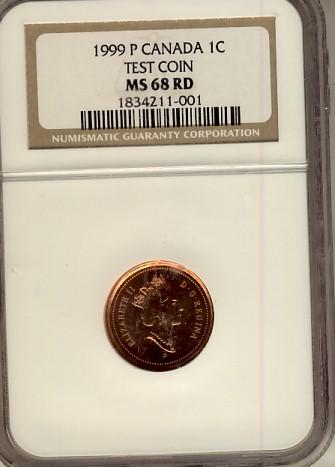 1999 P CANADA 1C
TEST COIN
MS 68 RD
1834211-001
NUMISMATIC GUARANTY CORPORATION
ELIZABETH II D·G·REGINA
P